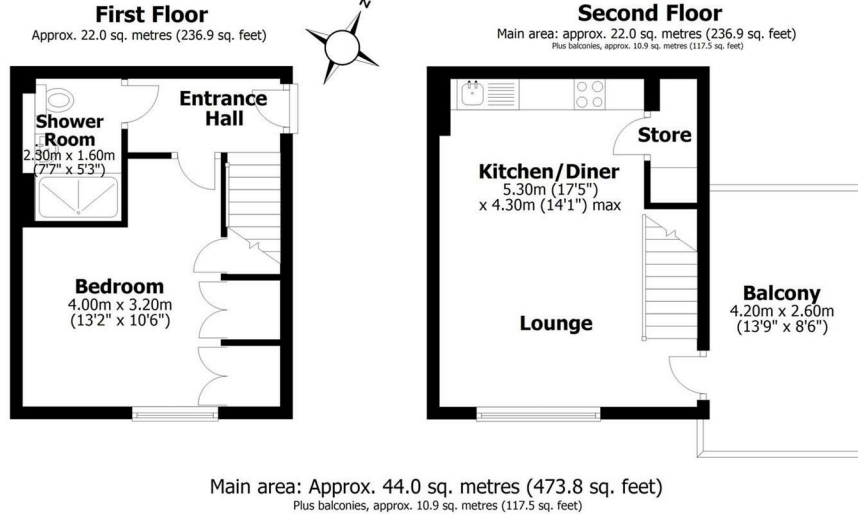 First Floor
Approx. 22.0 sq. metres (236.9 sq. feet)
Second Floor
Main area: approx. 22.0 sq. metres (236.9 sq. feet)
Plus balconies, approx. 10.9 sq. metres (117.5 sq. feet)
Z
Entrance
Hall
Shower
Room
2.30m x 1.60m
(7'7" x 5'3")
Bedroom
4.00m x 3.20m
(13'2" x 10'6")
Store
Kitchen/Diner
5.30m (17'5")
x 4.30m (14'1") max
Lounge
Balcony
4.20m x 2.60m
(13'9" x 8'6")
Main area: Approx. 44.0 sq. metres (473.8 sq. feet)
Plus balconies, approx. 10.9 sq. metres (117.5 sq. feet)